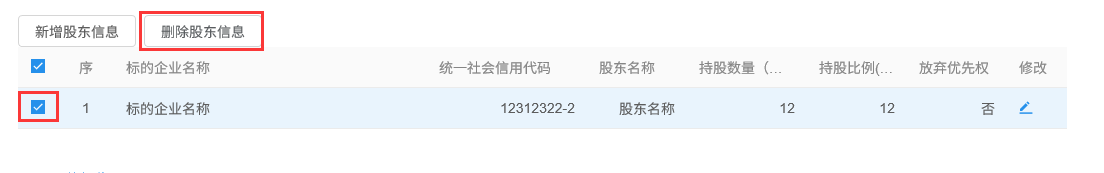 新增股东信息 删除股东信息
序 标的企业名称 统一社会信用代码 股东名称 持股数量（... 持股比例(... 放弃优先权 修改
1 标的企业名称 12312322-2 股东名称 12 12 否